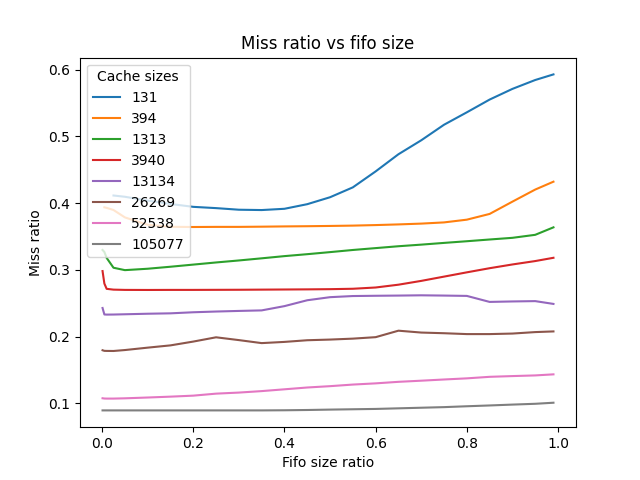 Miss ratio vs fifo size
Cache sizes
131
394
1313
3940
13134
26269
52538
105077
Miss ratio
0.6
0.5
0.4
0.3
0.2
0.1
0.0 0.2 0.4 0.6 0.8 1.0
Fifo size ratio